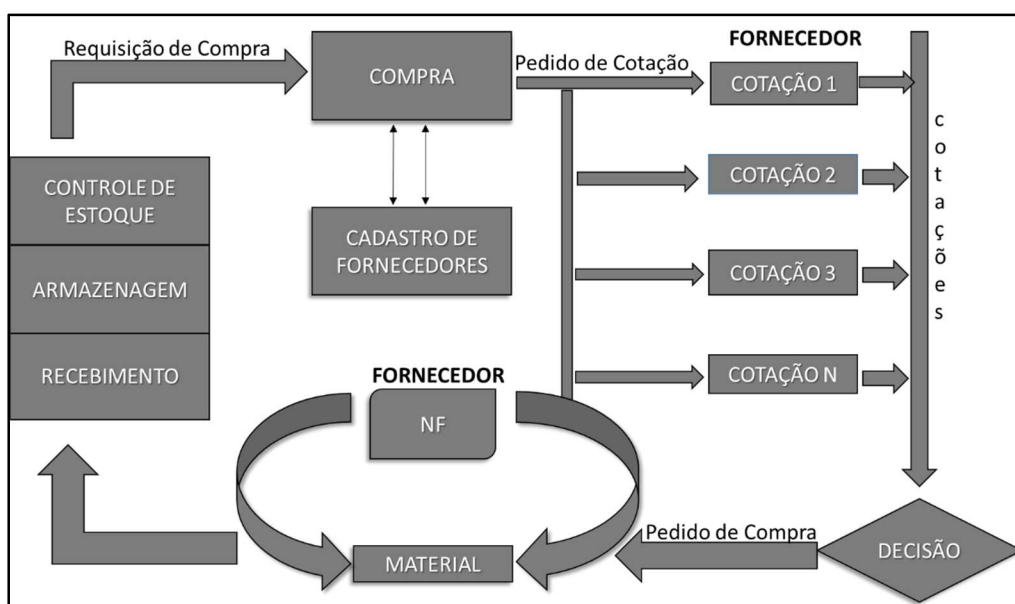 Requisição de Compra
COMPRA
Pedido de Cotação
FORNECEDOR
COTAÇÃO 1
COTAÇÃO 2
COTAÇÃO 3
COTAÇÃO N
cotações
CONTROLE DE
ESTOQUE
ARMAZENAGEM
RECEBIMENTO
CADASTRO DE
FORNECEDORES
FORNECEDOR
NF
MATERIAL
Pedido de Compra
DECISÃO